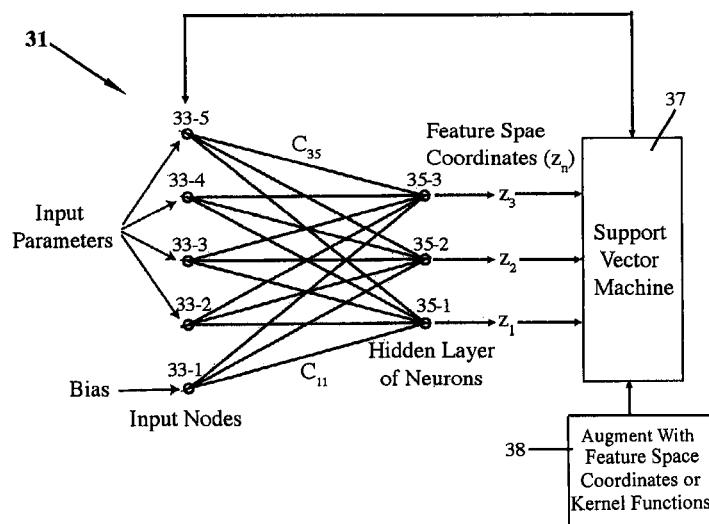 31
33-5
C35
33-4
33-3
33-2
33-1
Input
Parameters
Bias
Input Nodes
Feature Spae
Coordinates (zn)
35-3
35-2
35-1
z3
z2
z1
Hidden Layer
of Neurons
C11
37
Support
Vector
Machine
38
Augment With
Feature Space
Coordinates or
Kernel Functions